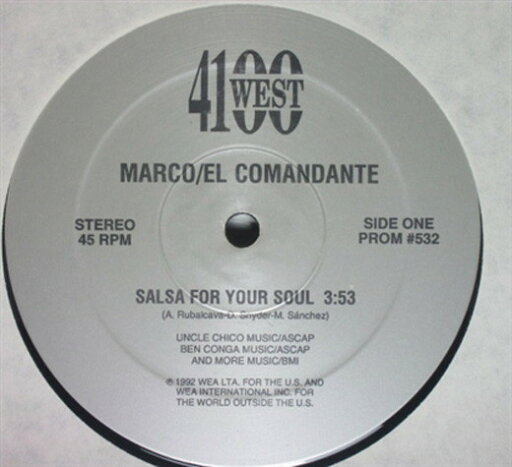 4100 WEST
MARCO/EL COMANDANTE
STEREO
45 RPM
SIDE ONE
PROM #532
SALSA FOR YOUR SOUL 3:53
(A. Rubalcava-D. Snyder-M. Sánchez)
UNCLE CHICO MUSIC/ASCAP
BEN CONGA MUSIC/ASCAP
AND MORE MUSIC/BMI
℗ 1992 WEA LTA. FOR THE U.S. AND
WEA INTERNATIONAL INC. FOR
THE WORLD OUTSIDE THE U.S.